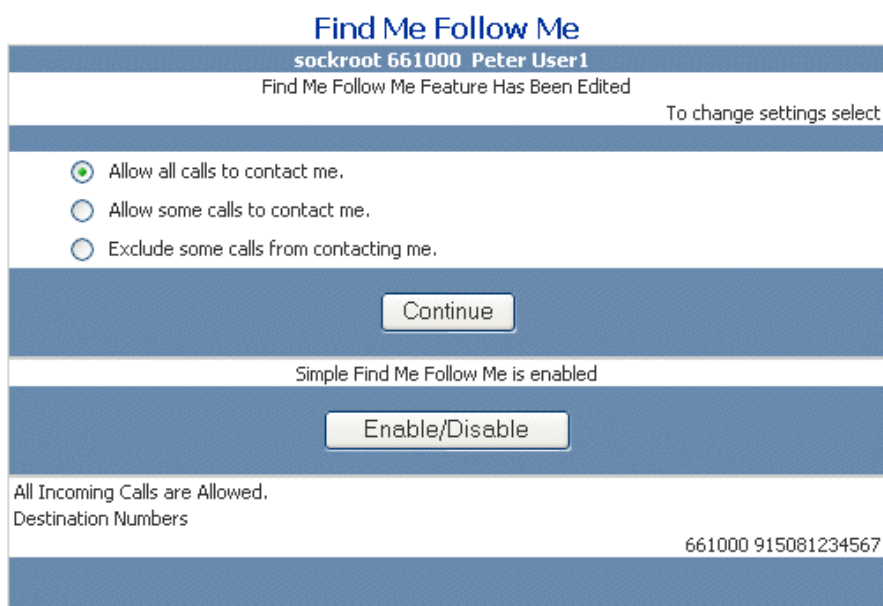 Find Me Follow Me
sockroot 661000 Peter User1
Find Me Follow Me Feature Has Been Edited
To change settings select
Allow all calls to contact me.
Allow some calls to contact me.
Exclude some calls from contacting me.
Continue
Simple Find Me Follow Me is enabled
Enable/Disable
All Incoming Calls are Allowed.
Destination Numbers
661000 915081234567